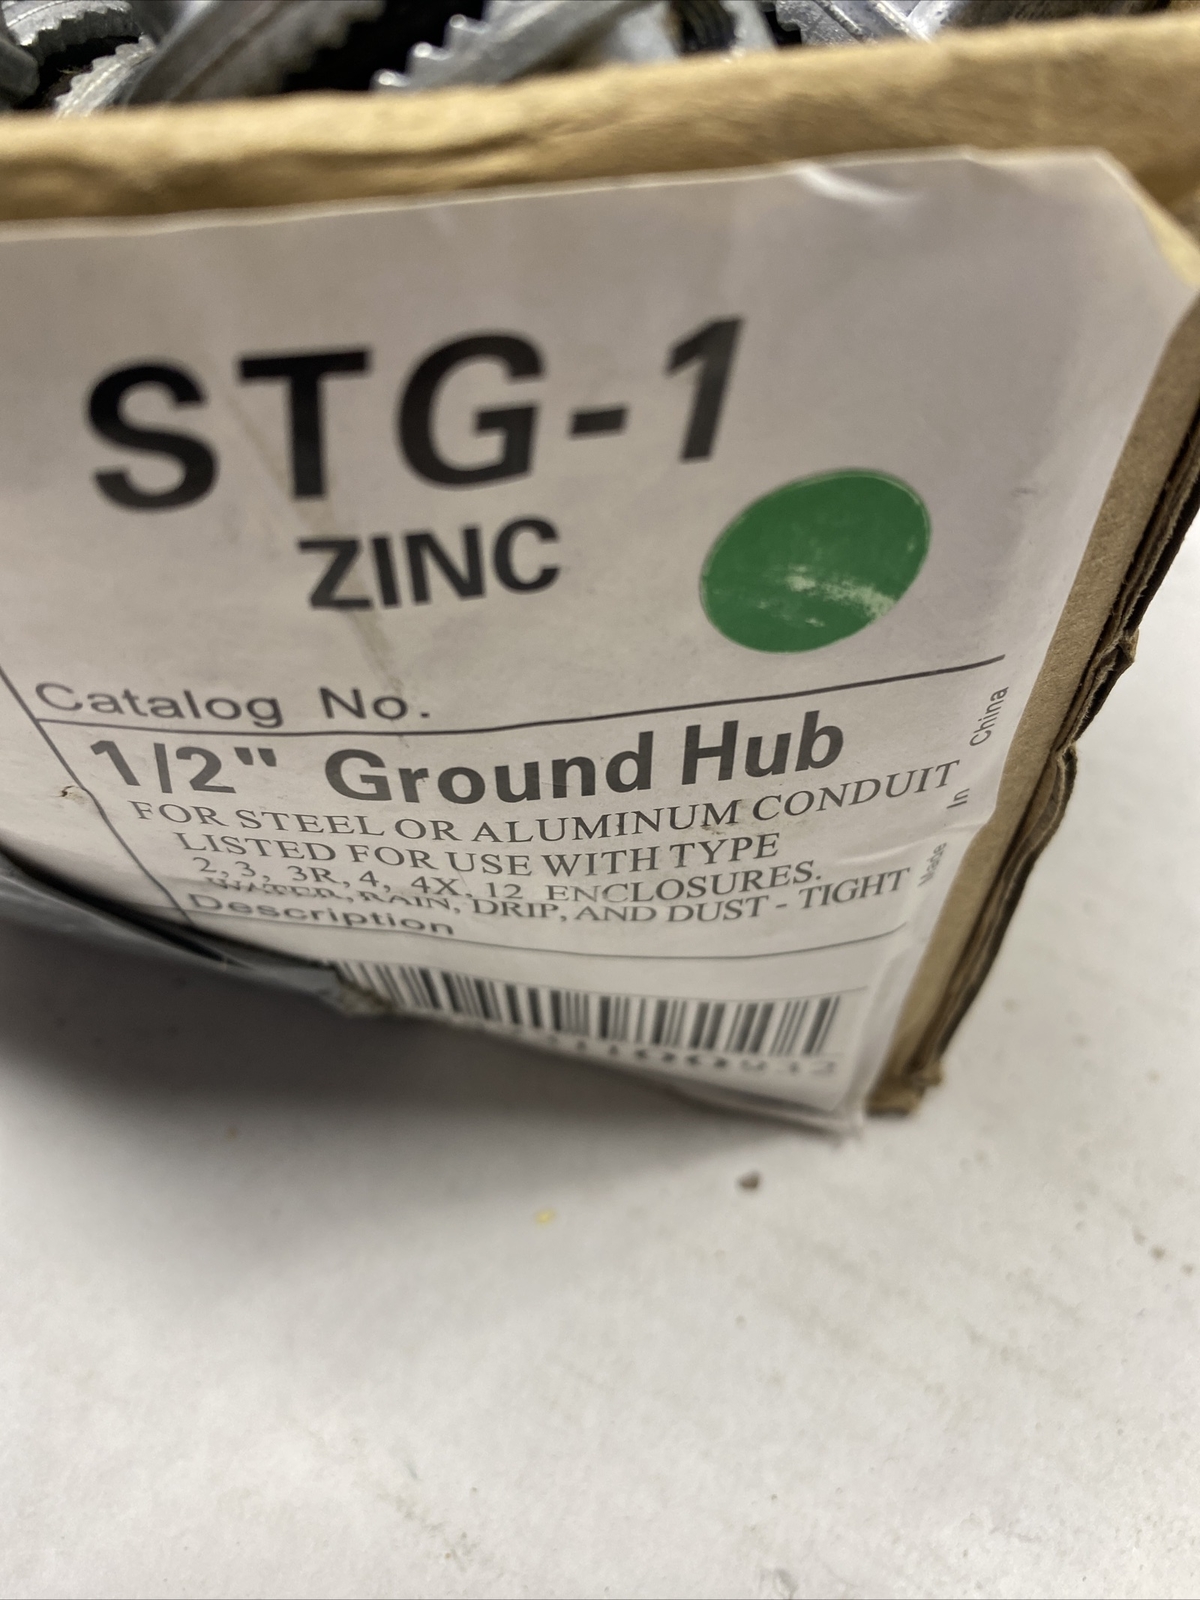 STG-1
ZINC
Catalog No.
1/2" Ground Hub
FOR STEEL OR ALUMINUM CONDUIT
LISTED FOR USE WITH TYPE
2, 3, 3R, 4, 4X, 12 ENCLOSURES.
WATER, RAIN, DRIP, AND DUST - TIGHT
Description
Made In China